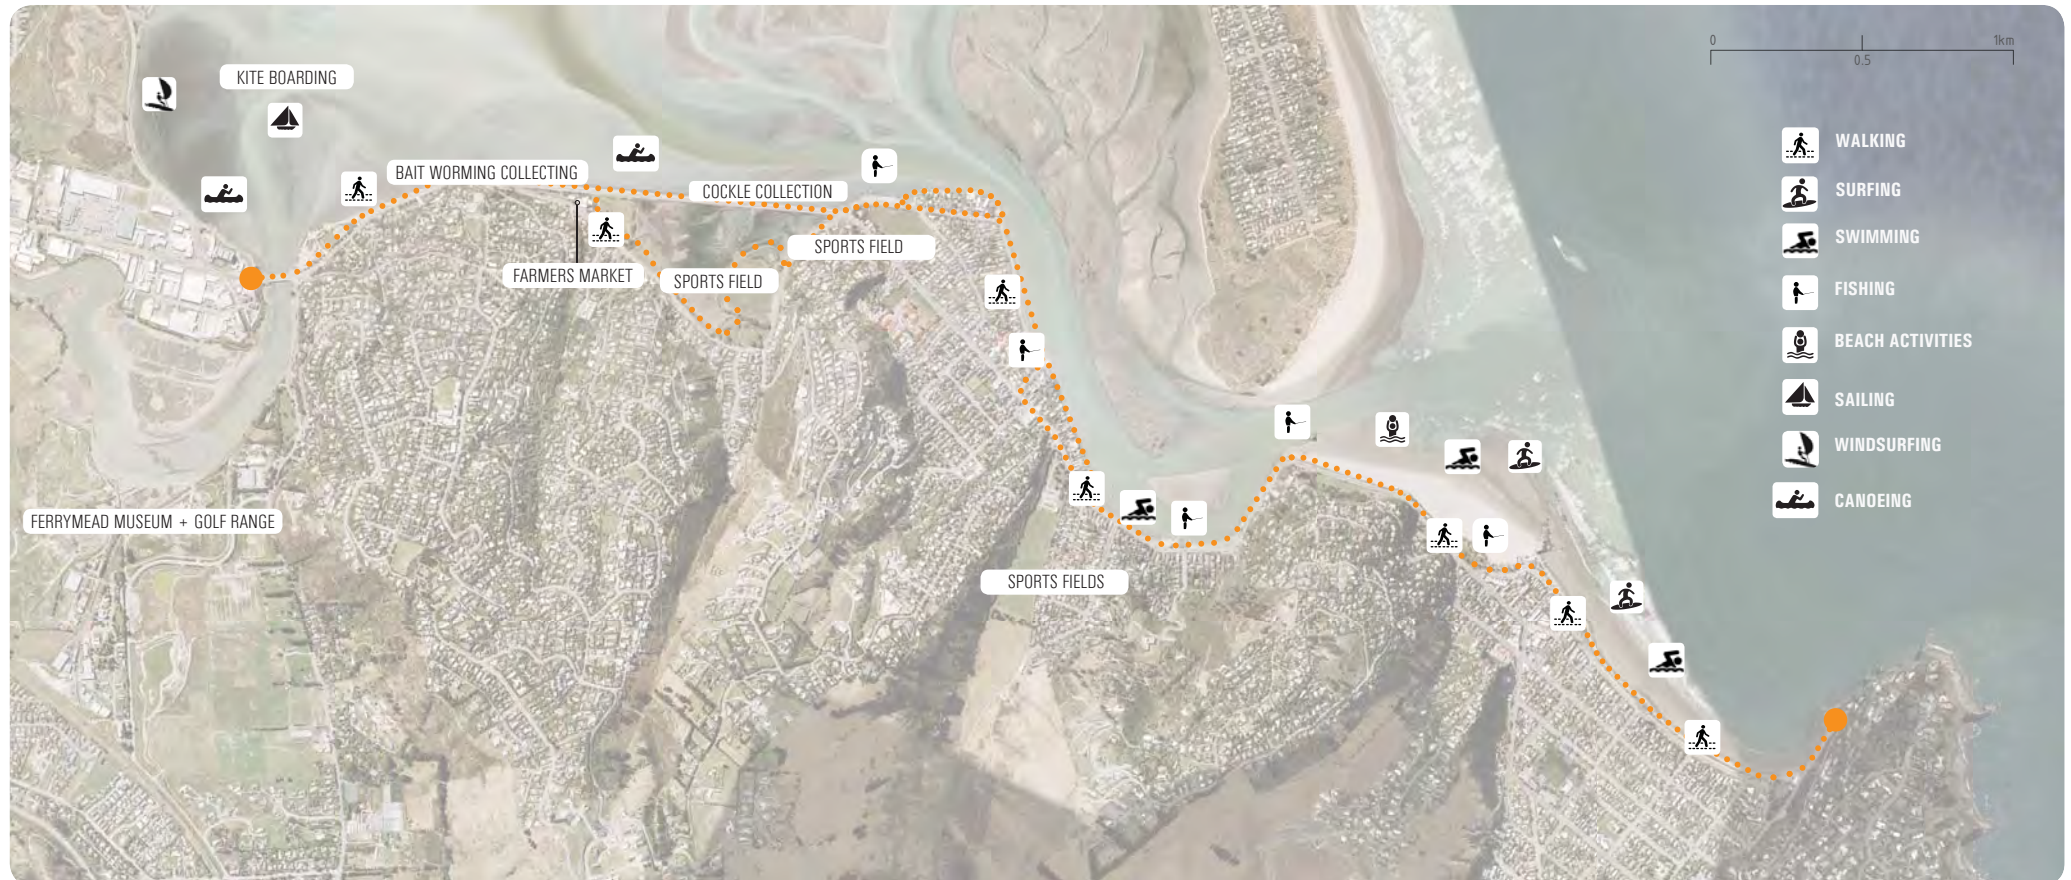 0
1km
0.5
KITE BOARDING
BAIT WORMING COLLECTING
COCKLE COLLECTION
SPORTS FIELD
FARMERS MARKET
SPORTS FIELD
FERRYMEAD MUSEUM + GOLF RANGE
SPORTS FIELDS
WALKING
SURFING
SWIMMING
FISHING
BEACH ACTIVITIES
SAILING
WINDSURFING
CANOEING